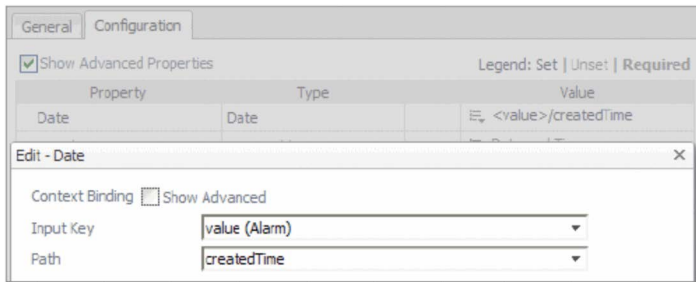 General Configuration
Show Advanced Properties Legend: Set | Unset | Required
Property Type Value
Date Date <value>/createdTime
Edit - Date
Context Binding Show Advanced
Input Key value (Alarm)
Path createdTime